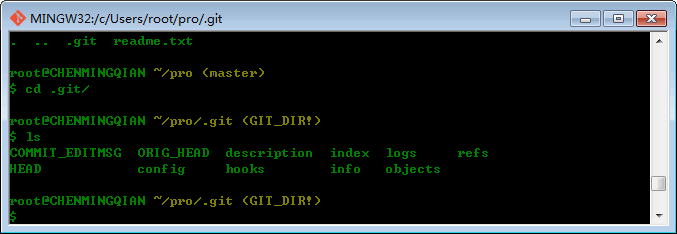 MINGW32:/c/Users/root/pro/.git
.  ..  .git  readme.txt
root@CHENMINGQIAN ~/pro (master)
$ cd .git/
root@CHENMINGQIAN ~/pro/.git (GIT_DIR!)
$ ls
COMMIT_EDITMSG  ORIG_HEAD  description  index  logs     refs
HEAD            config     hooks        info   objects
root@CHENMINGQIAN ~/pro/.git (GIT_DIR!)
$